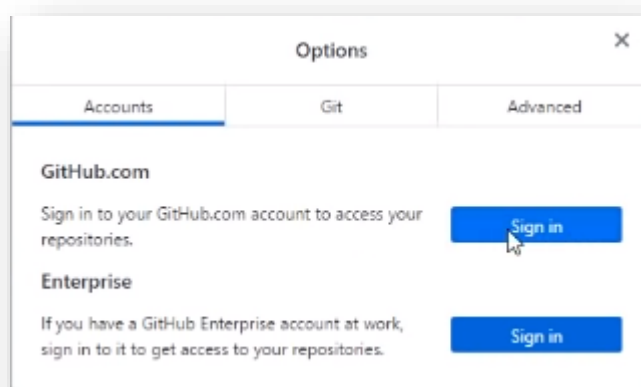 Options
Accounts
Git
Advanced
GitHub.com
Sign in to your GitHub.com account to access your
repositories.
Sign in
Enterprise
If you have a GitHub Enterprise account at work,
sign in to it to get access to your repositories.
Sign in